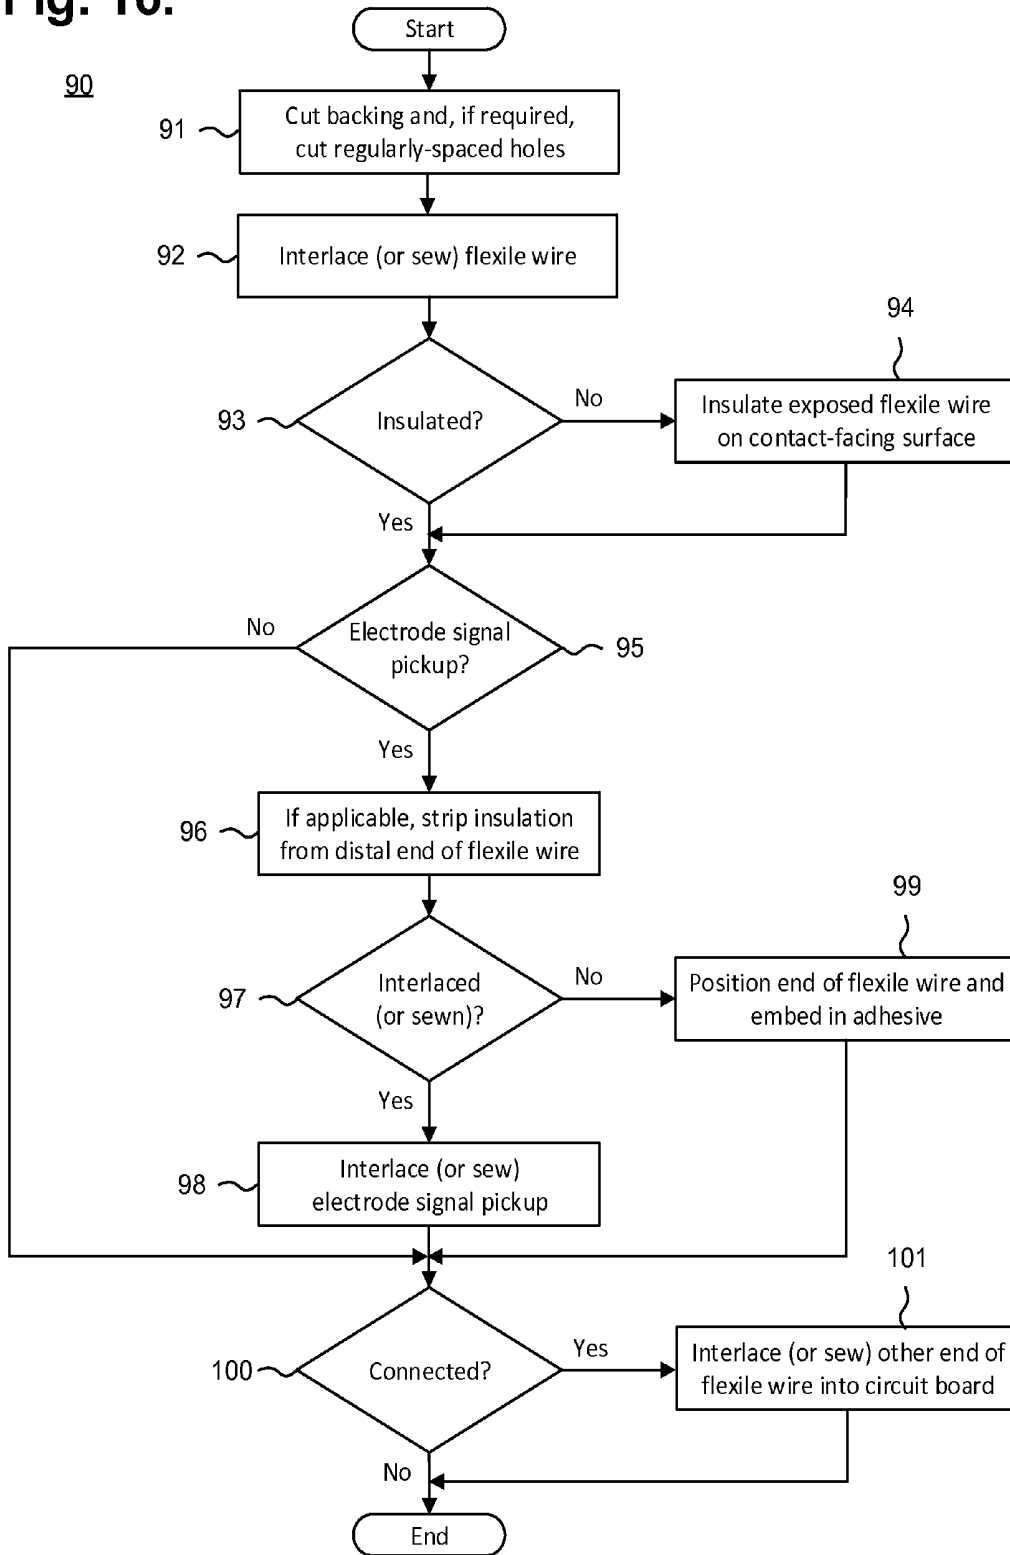 Fig. 16.
Start
90
91
Cut backing and, if required,
cut regularly-spaced holes
92
Interlace (or sew) flexile wire
94
93
Insulated?
No
Insulate exposed flexile wire
on contact-facing surface
Yes
No
Electrode signal
pickup?
95
Yes
96
If applicable, strip insulation
from distal end of flexile wire
99
97
Interlaced
(or sewn)?
No
Position end of flexile wire and
embed in adhesive
Yes
98
Interlace (or sew)
electrode signal pickup
101
100
Connected?
Yes
Interlace (or sew) other end of
flexile wire into circuit board
No
End